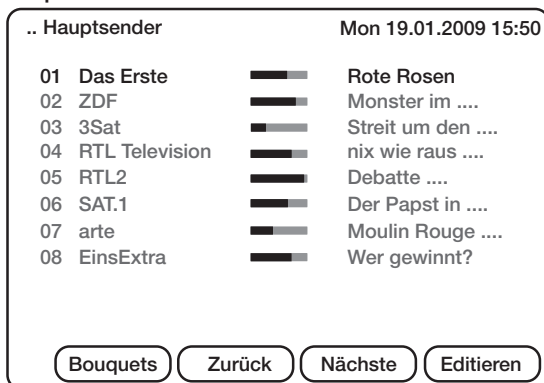 .. Hauptsender Mon 19.01.2009 15:50
01 Das Erste Rote Rosen
02 ZDF Monster im ....
03 3Sat Streit um den ....
04 RTL Television nix wie raus ....
05 RTL2 Debatte ....
06 SAT.1 Der Papst in ....
07 arte Moulin Rouge ....
08 EinsExtra Wer gewinnt?
Bouquets Zurück Nächste Editieren